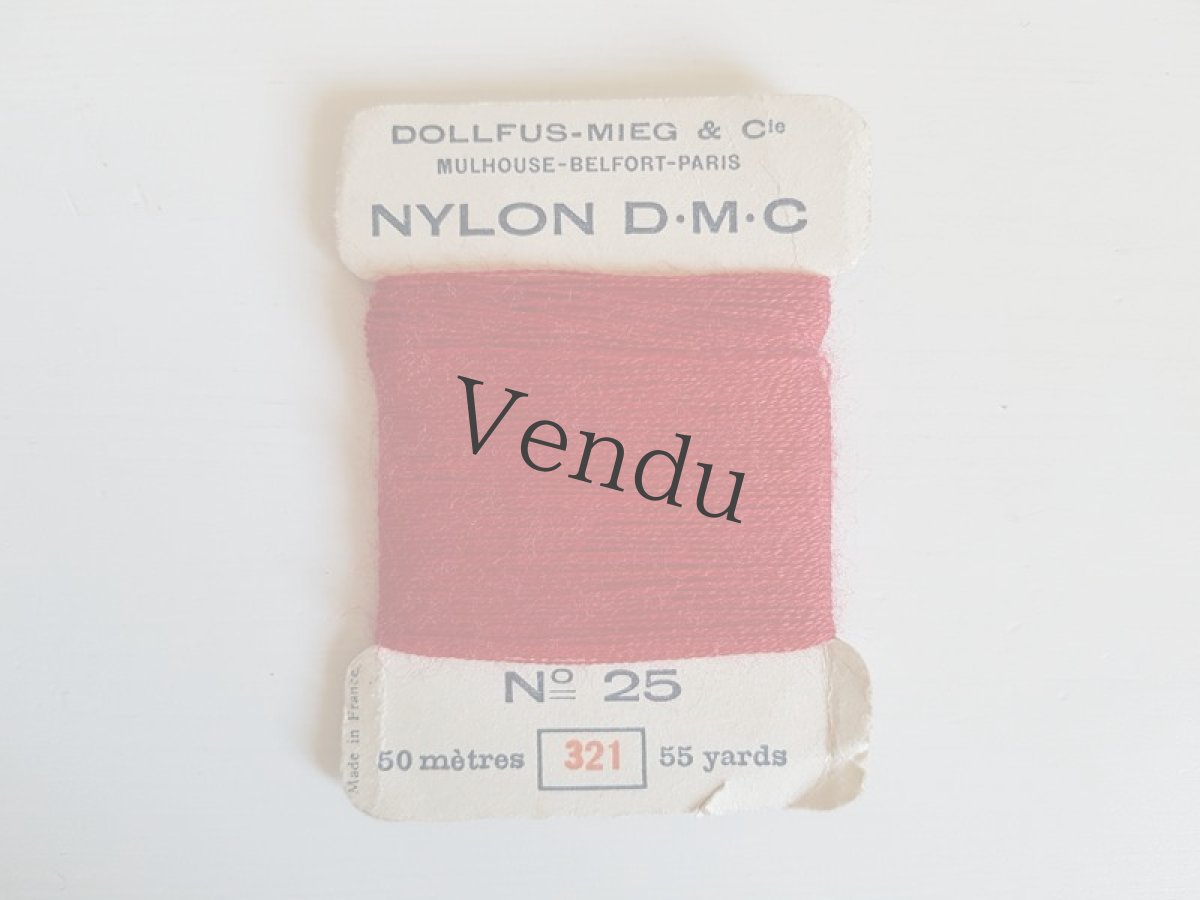 DOLLFUS-MIEG & Cie
MULHOUSE-BELFORT-PARIS
NYLON D·M·C
Vendu
Nº 25
50 mètres 321 55 yards
Made in France